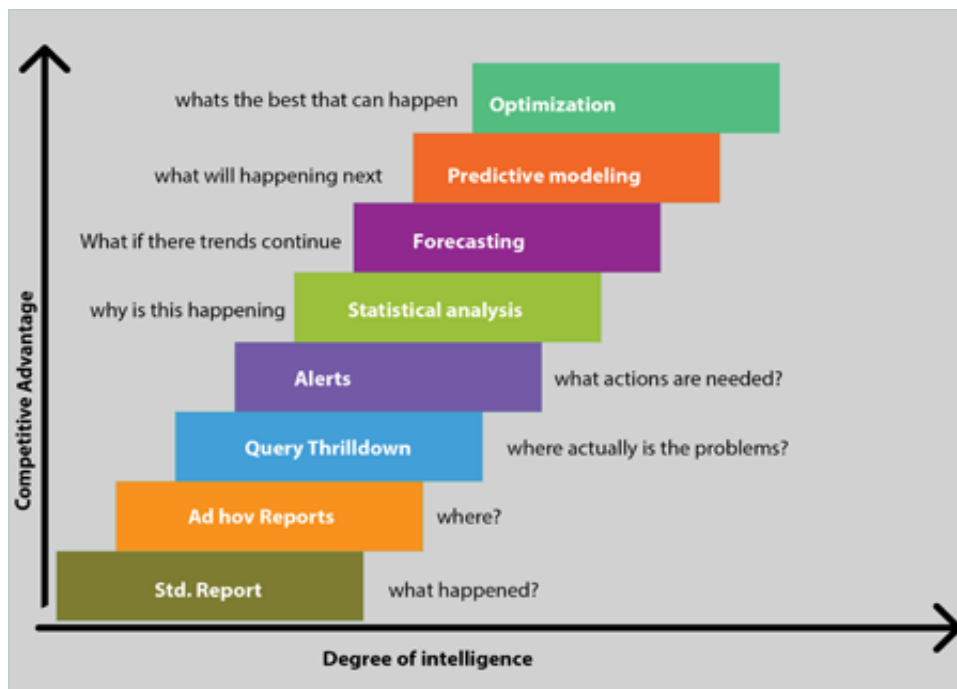 whats the best that can happen Optimization
what will happening next Predictive modeling
What if there trends continue Forecasting
why is this happening Statistical analysis
Alerts what actions are needed?
Query Thrilldown where actually is the problems?
Ad hov Reports where?
Std. Report what happened?
Competitive Advantage
Degree of intelligence